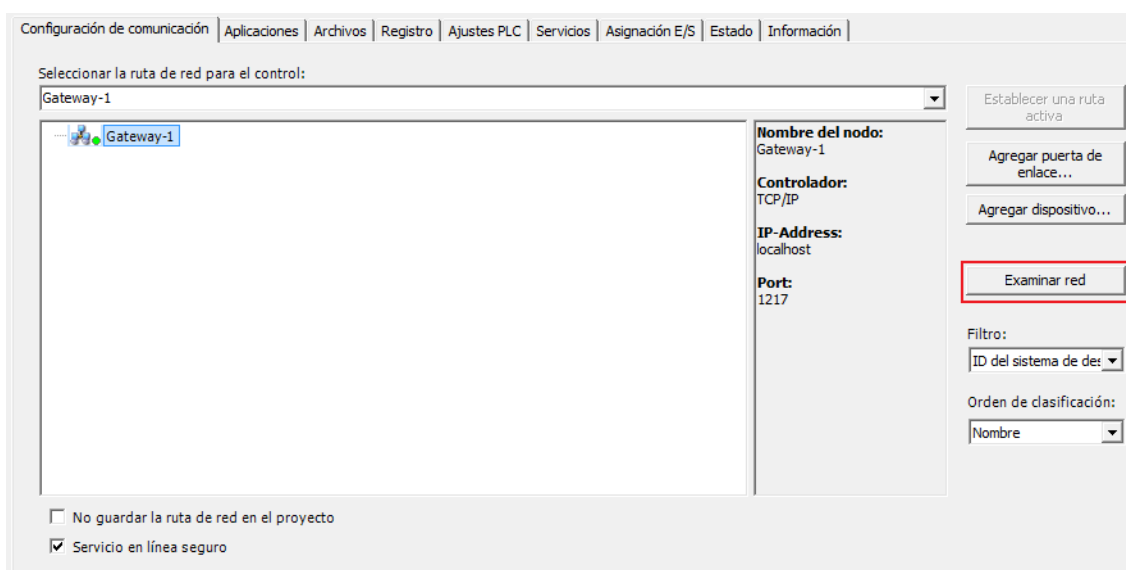 Configuración de comunicación Aplicaciones Archivos Registro Ajustes PLC Servicios Asignación E/S Estado Información
Seleccionar la ruta de red para el control:
Gateway-1
Gateway-1
Nombre del nodo:
Gateway-1
Controlador:
TCP/IP
IP-Address:
localhost
Port:
1217
Establecer una ruta
activa
Agregar puerta de
enlace...
Agregar dispositivo...
Examinar red
Filtro:
ID del sistema de de
Orden de clasificación:
Nombre
No guardar la ruta de red en el proyecto
Servicio en línea seguro